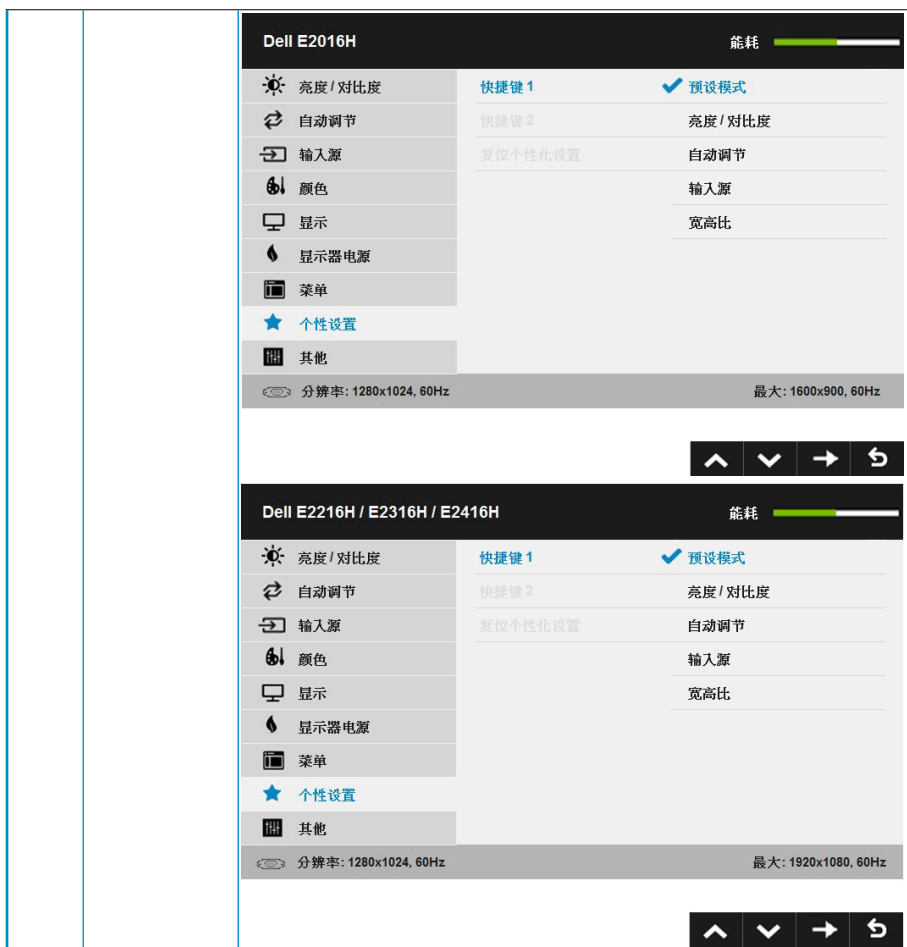 Dell E2016H 能耗
亮度 / 对比度 快捷键 1 预设模式
自动调节 快捷键 2 亮度 / 对比度
输入源 复位个性化设置 自动调节
颜色 输入源
显示 宽高比
显示器电源
菜单
个性设置
其他
分辨率: 1280x1024, 60Hz 最大: 1600x900, 60Hz
Dell E2216H / E2316H / E2416H 能耗
亮度 / 对比度 快捷键 1 预设模式
自动调节 快捷键 2 亮度 / 对比度
输入源 复位个性化设置 自动调节
颜色 输入源
显示 宽高比
显示器电源
菜单
个性设置
其他
分辨率: 1280x1024, 60Hz 最大: 1920x1080, 60Hz